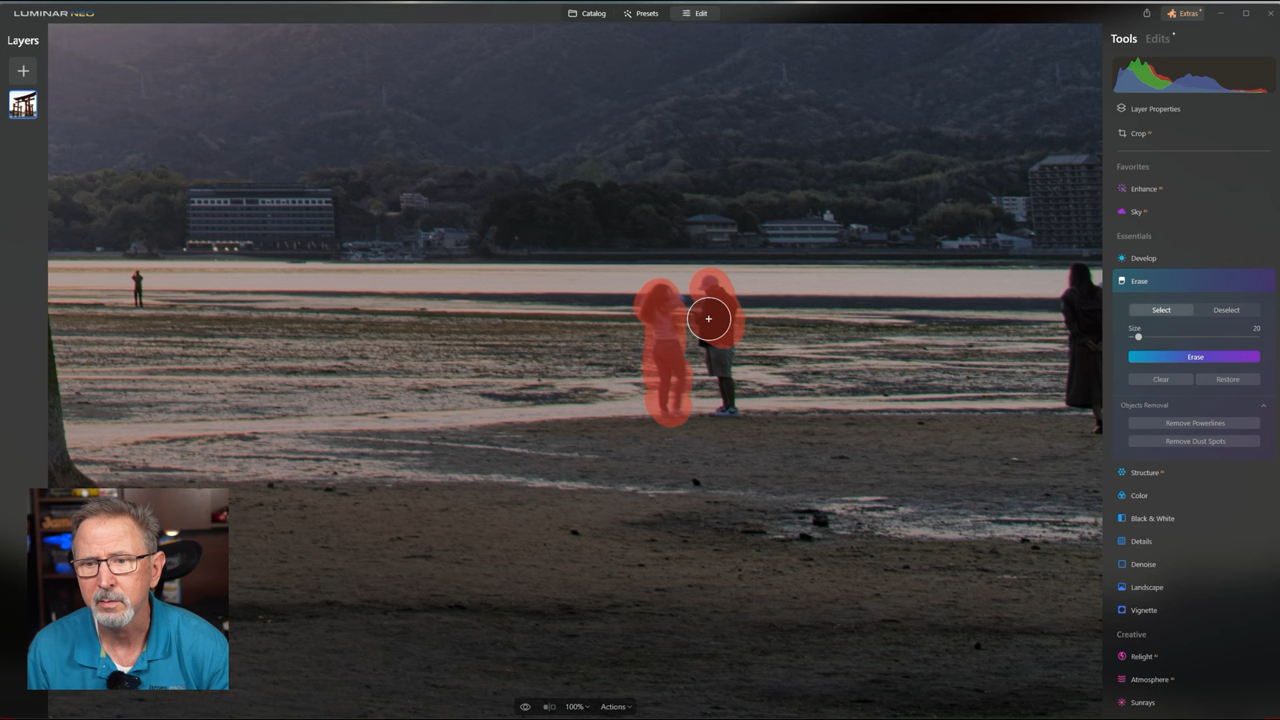 LUMINAR NEO
Catalog
Presets
Edit
Extras
Layers
Tools
Edits
Layer Properties
Crop
Favorites
Enhance
Sky
Essentials
Develop
Erase
Select
Deselect
Size
20
Erase
Clear
Restore
Objects Removal
Remove Powerlines
Remove Dust Spots
Structure
Color
Black & White
Details
Denoise
Landscape
Vignette
Creative
Relight
Atmosphere
Sunrays
100%
Actions